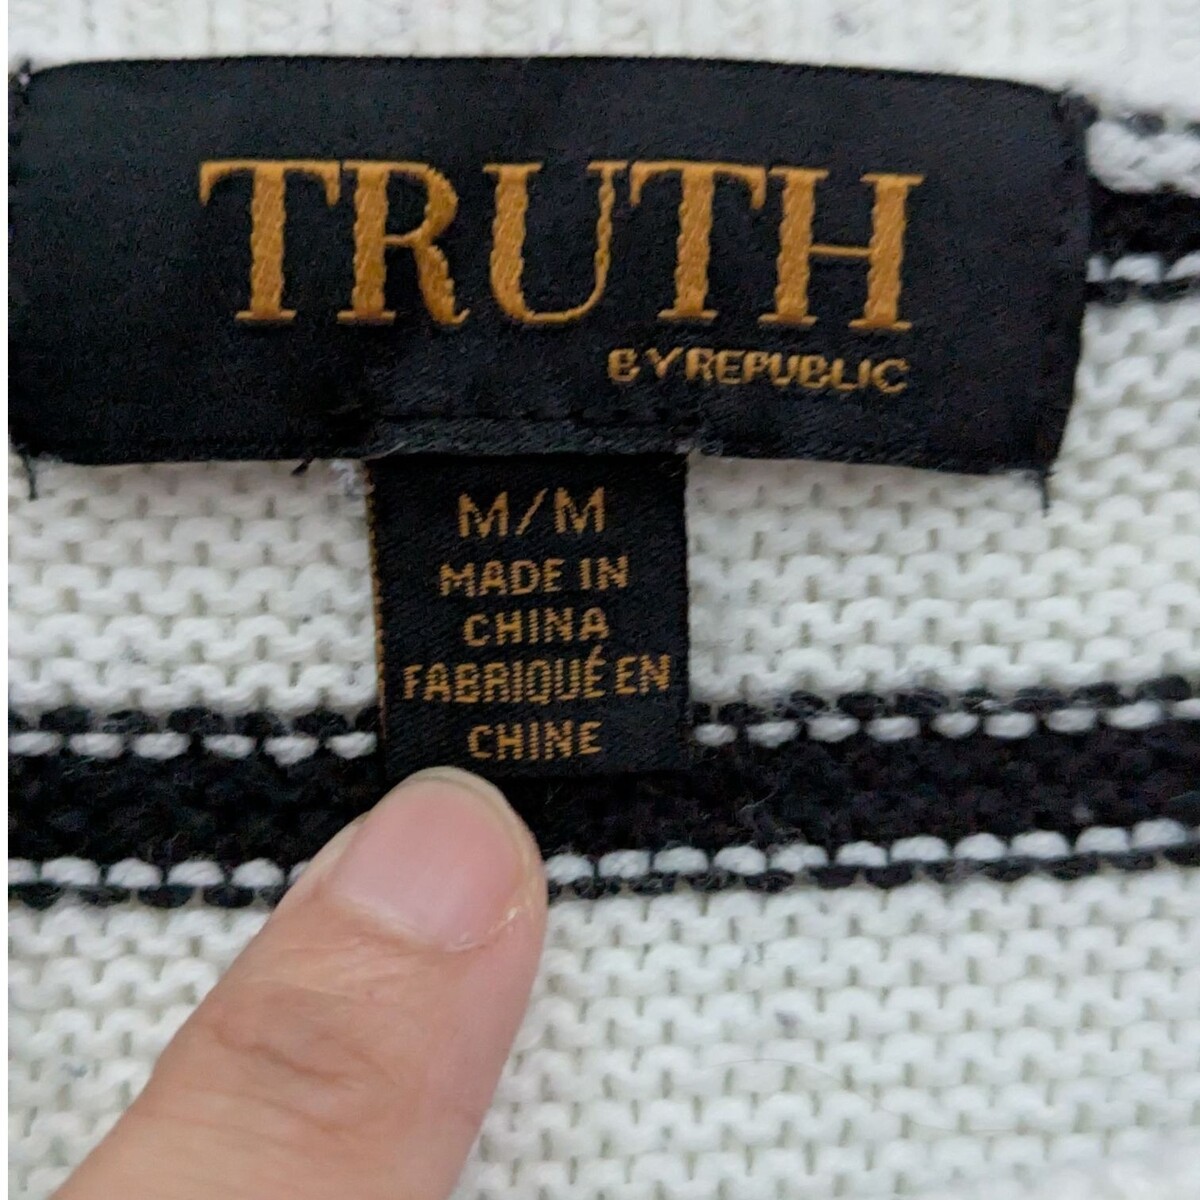 TRUTH
BY REPUBLIC
M/M
MADE IN
CHINA
FABRIQUÉ EN
CHINE